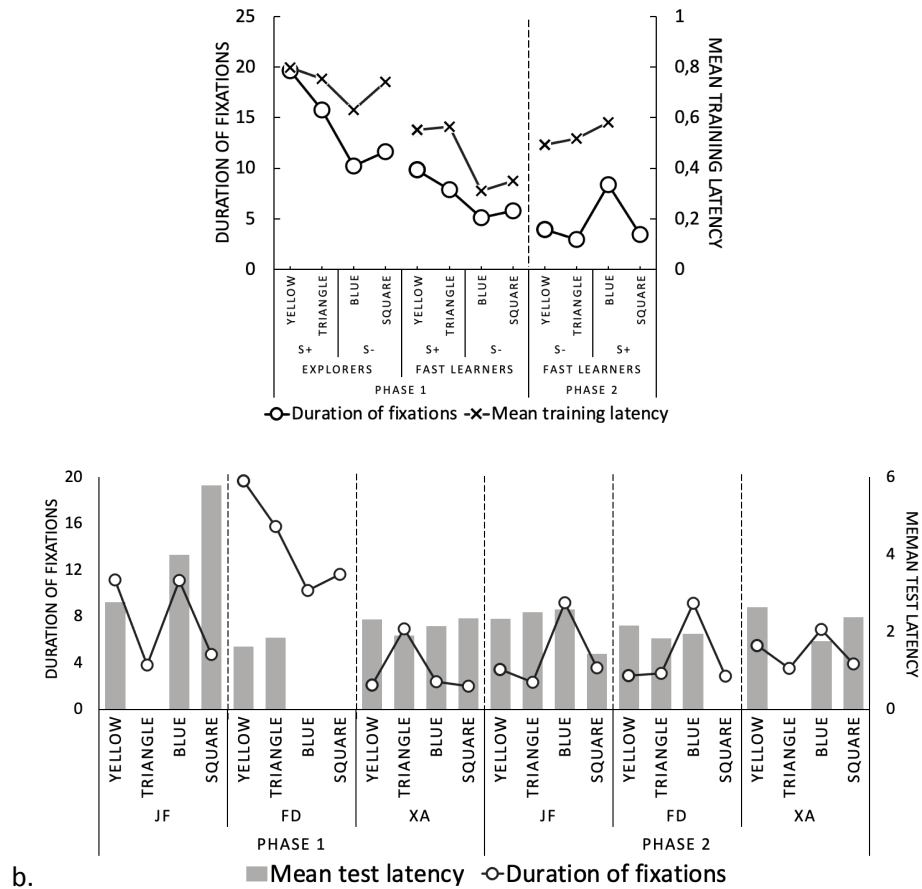 25 1
20 0,8
15 0,6
10 0,4
5 0,2
0 0
DURATION OF FIXATIONS
MEAN TRAINING LATENCY
YELLOW TRIANGLE BLUE SQUARE YELLOW TRIANGLE BLUE SQUARE YELLOW TRIANGLE BLUE SQUARE
S+ S- S+ S- S- S+
EXPLORERS FAST LEARNERS FAST LEARNERS
PHASE 1 PHASE 2
Duration of fixations Mean training latency
20 6
16
12 4
8 2
4
0 0
DURATION OF FIXATIONS
MEMAN TEST LATENCY
YELLOW TRIANGLE BLUE SQUARE YELLOW TRIANGLE BLUE SQUARE YELLOW TRIANGLE BLUE SQUARE YELLOW TRIANGLE BLUE SQUARE YELLOW TRIANGLE BLUE SQUARE YELLOW TRIANGLE BLUE SQUARE
JF FD XA JF FD XA
PHASE 1 PHASE 2
b. Mean test latency Duration of fixations